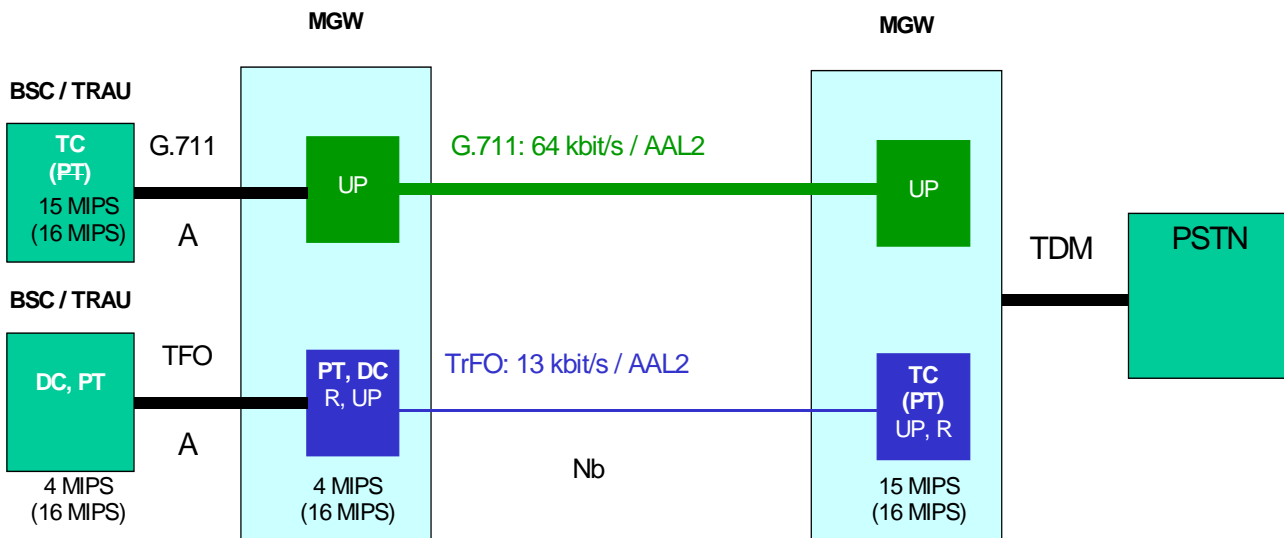 MGW
MGW
BSC / TRAU
TC
(PT)
15 MIPS
(16 MIPS)
G.711
A
UP
G.711: 64 kbit/s / AAL2
UP
TDM
PSTN
BSC / TRAU
DC, PT
4 MIPS
(16 MIPS)
TFO
A
PT, DC
R, UP
4 MIPS
(16 MIPS)
TrFO: 13 kbit/s / AAL2
Nb
TC
(PT)
UP, R
15 MIPS
(16 MIPS)